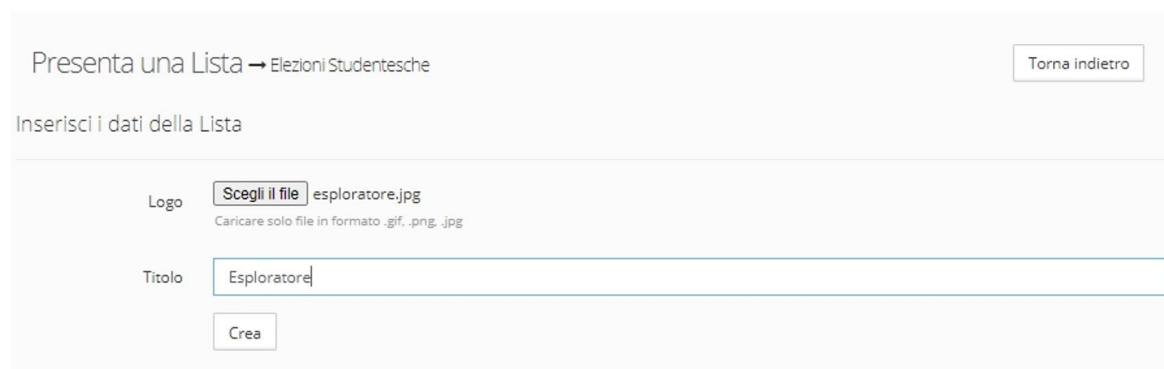 Presenta una Lista → Elezioni Studentesche
Torna indietro
Inserisci i dati della Lista
Logo
Scegli il file esploratore.jpg
Caricare solo file in formato .gif, .png, .jpg
Titolo
Esploratore
Crea